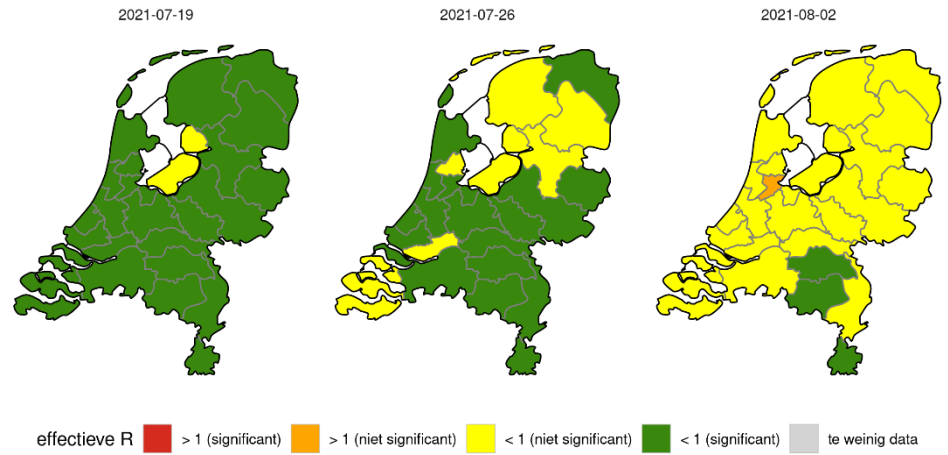 2021-07-19 2021-07-26 2021-08-02
effectieve R > 1 (significant) > 1 (niet significant) < 1 (niet significant) < 1 (significant) te weinig data